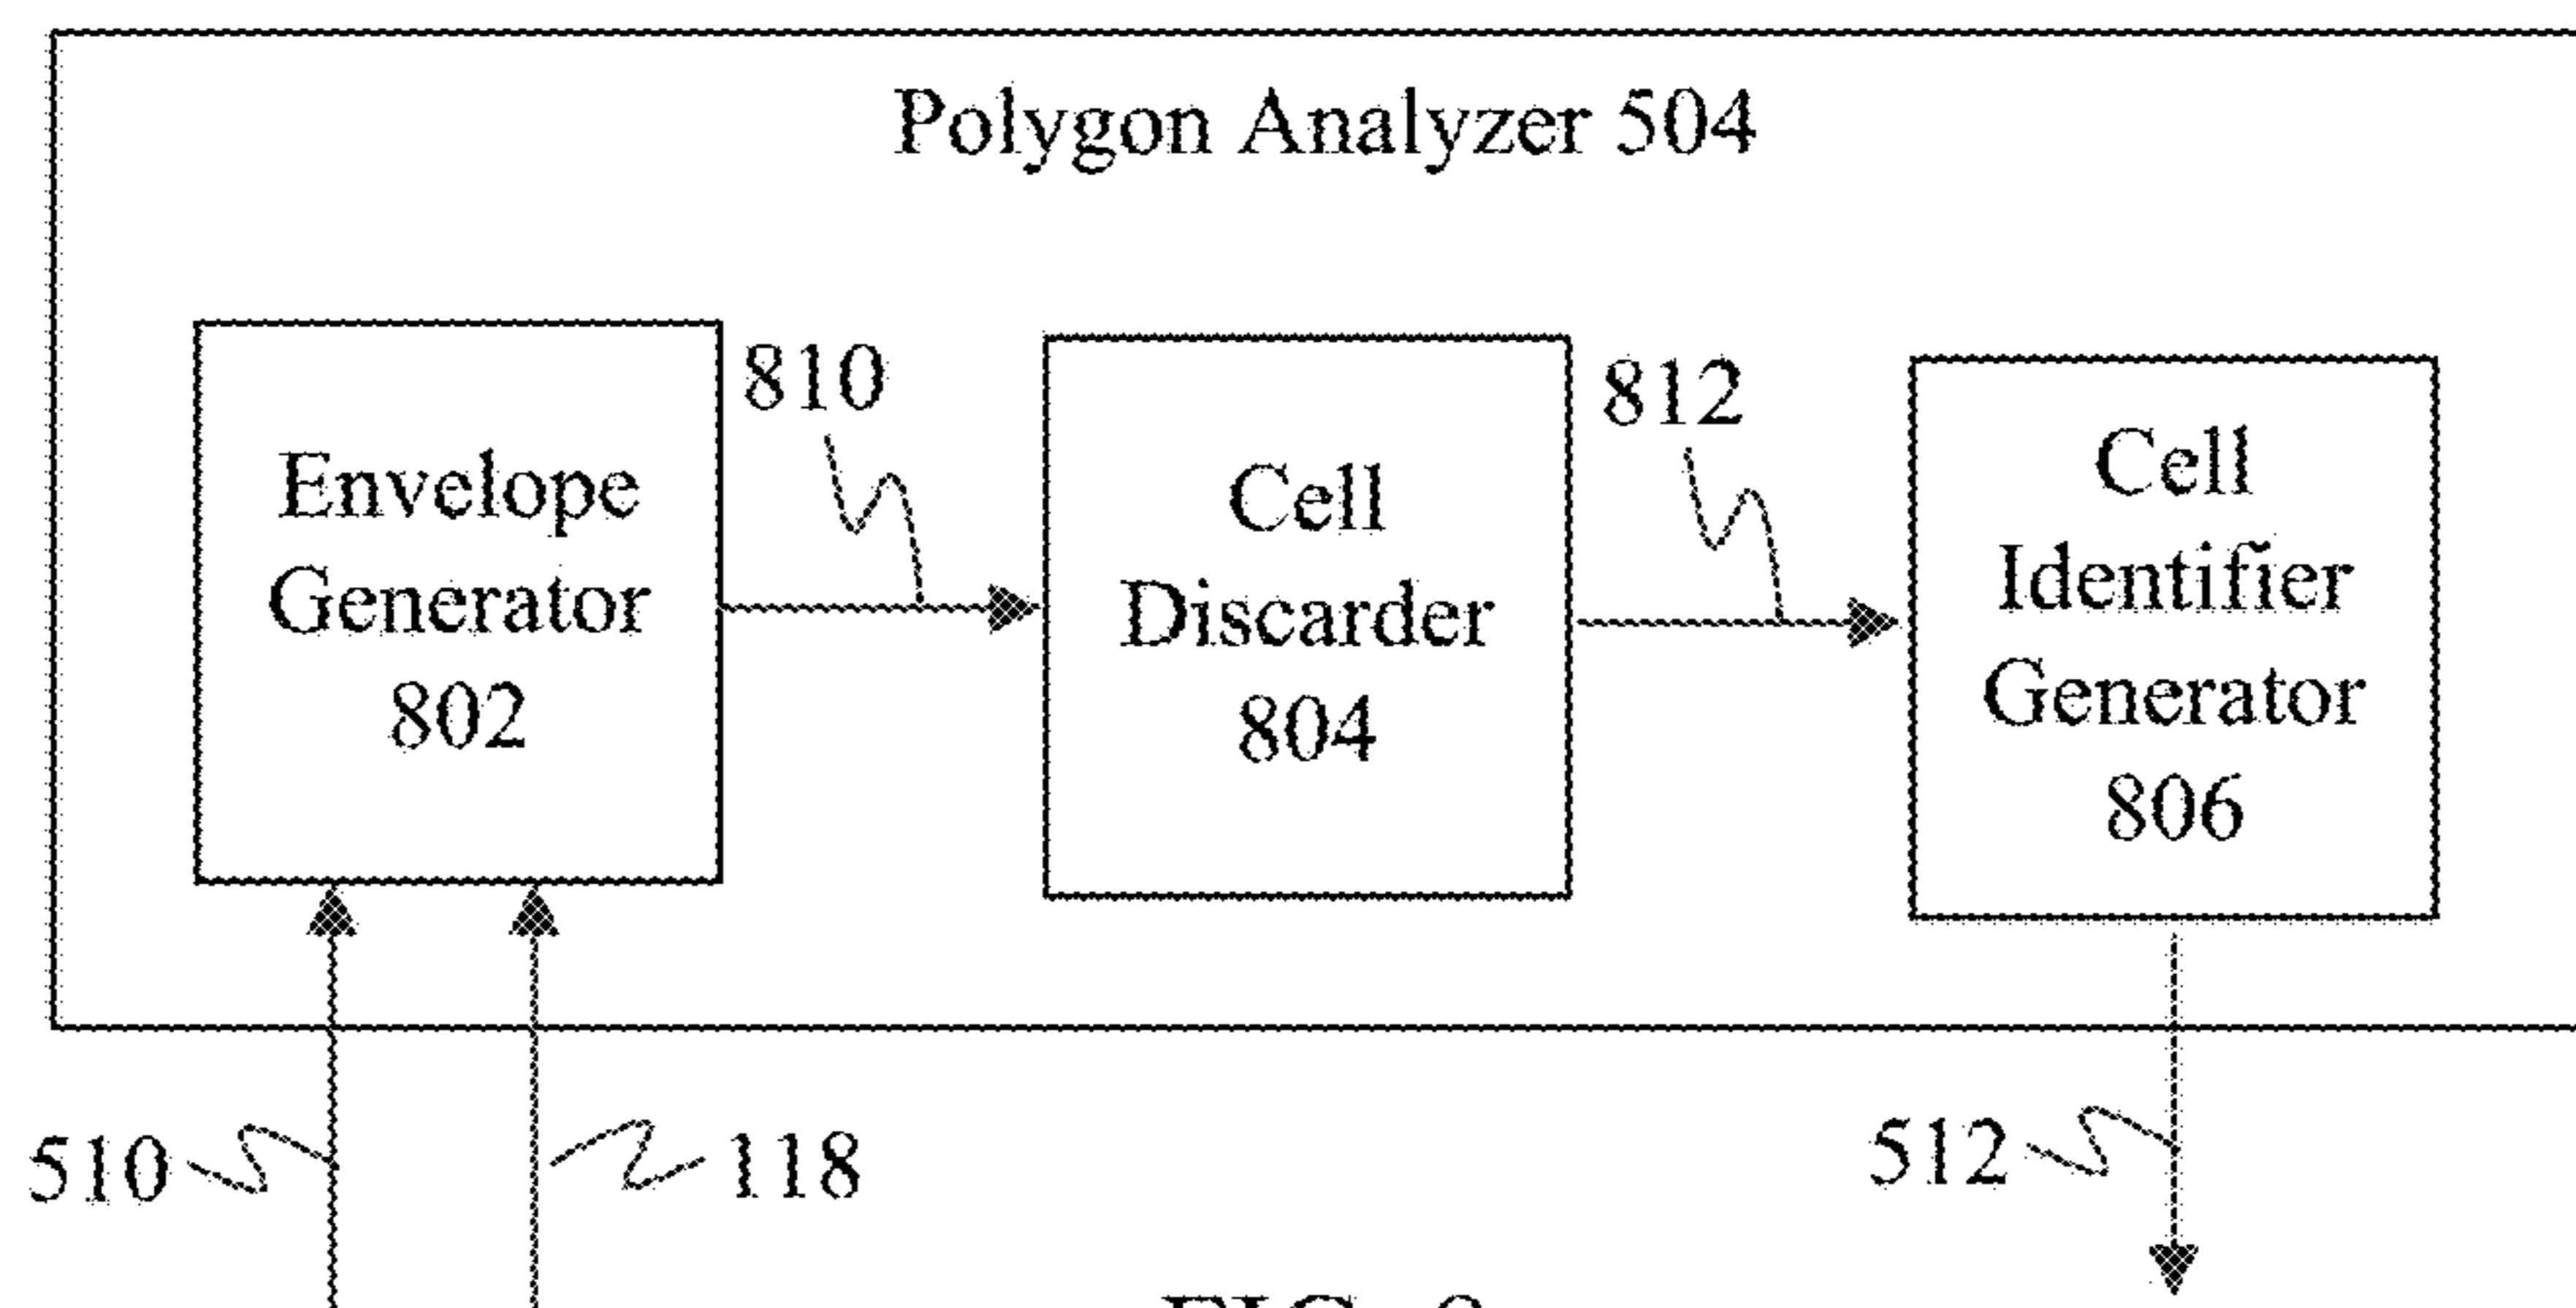 Polygon Analyzer 504
810
812
Envelope
Generator
802
Cell
Discarder
804
Cell
Identifier
Generator
806
510
118
512